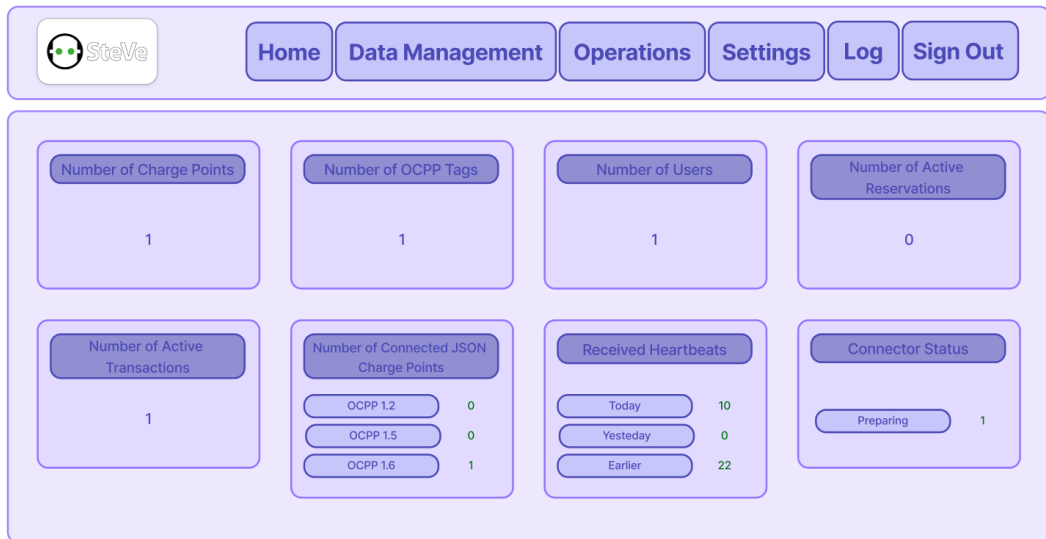 SteVe
Home
Data Management
Operations
Settings
Log
Sign Out
Number of Charge Points
1
Number of OCPP Tags
1
Number of Users
1
Number of Active
Reservations
0
Number of Active
Transactions
1
Number of Connected JSON
Charge Points
OCPP 1.2 0
OCPP 1.5 0
OCPP 1.6 1
Received Heartbeats
Today 10
Yesteday 0
Earlier 22
Connector Status
Preparing 1